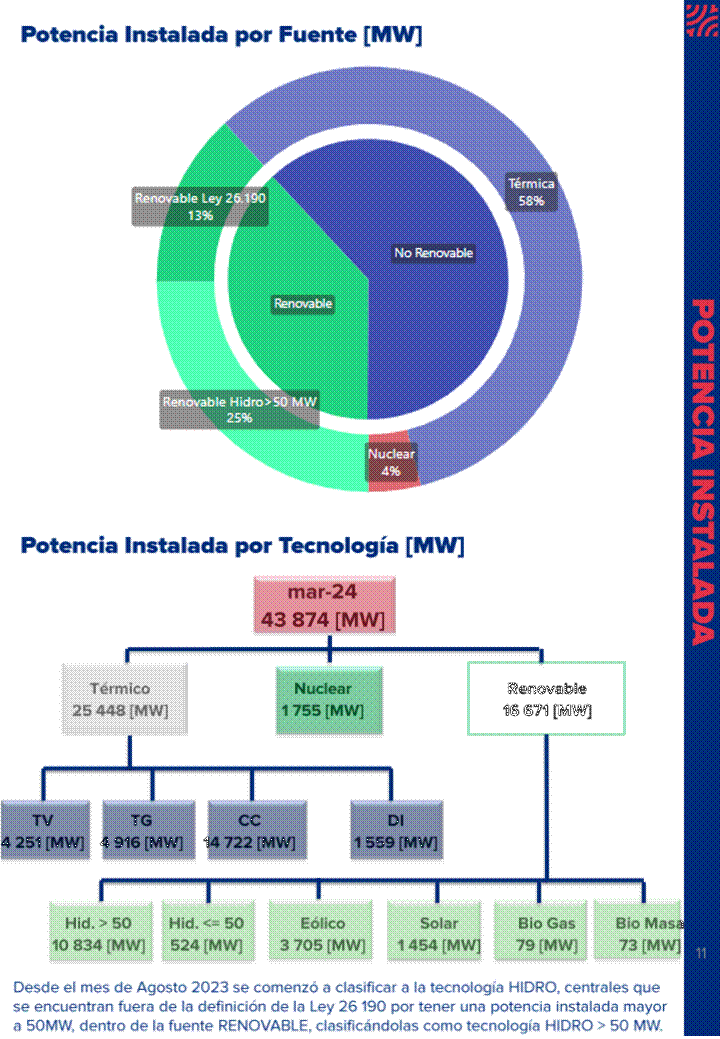 Potencia Instalada por Fuente [MW]
Térmica
58%
Renovable Ley 26.190
13%
No Renovable
Renovable
Renovable Hidro>50 MW
25%
Nuclear
4%
POTENCIA INSTALADA
Potencia Instalada por Tecnología [MW]
mar-24
43 874 [MW]
Térmico
25 448 [MW]
Nuclear
1 755 [MW]
Renovable
16 671 [MW]
TV
4 251 [MW]
TG
4 916 [MW]
CC
14 722 [MW]
DI
1 559 [MW]
Hid. > 50
10 834 [MW]
Hid. <= 50
524 [MW]
Eólico
3 705 [MW]
Solar
1 454 [MW]
Bio Gas
79 [MW]
Bio Masa
73 [MW]
11
Desde el mes de Agosto 2023 se comenzó a clasificar a la tecnología HIDRO, centrales que
se encuentran fuera de la definición de la Ley 26 190 por tener una potencia instalada mayor
a 50MW, dentro de la fuente RENOVABLE, clasificándolas como tecnología HIDRO > 50 MW.